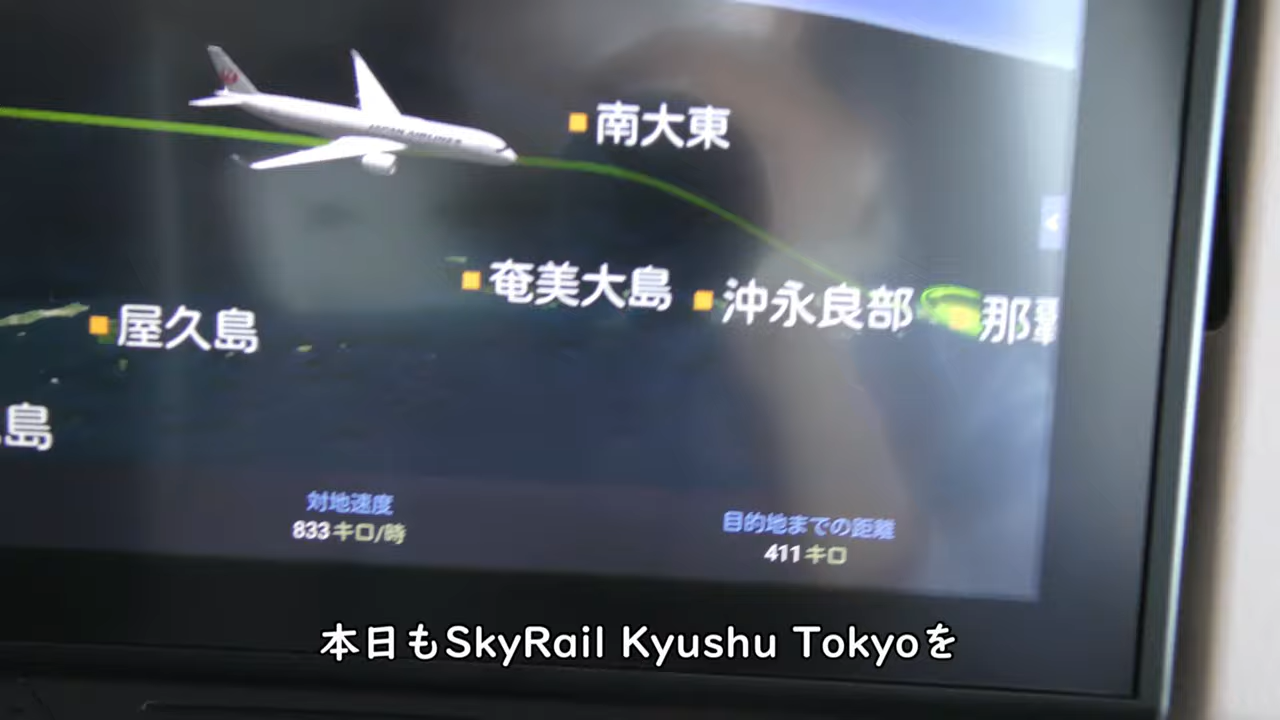 南大東
奄美大島
沖永良部
那覇
屋久島
島
対地速度
833キロ/時
目的地までの距離
411キロ
本日もSkyRail Kyushu Tokyoを